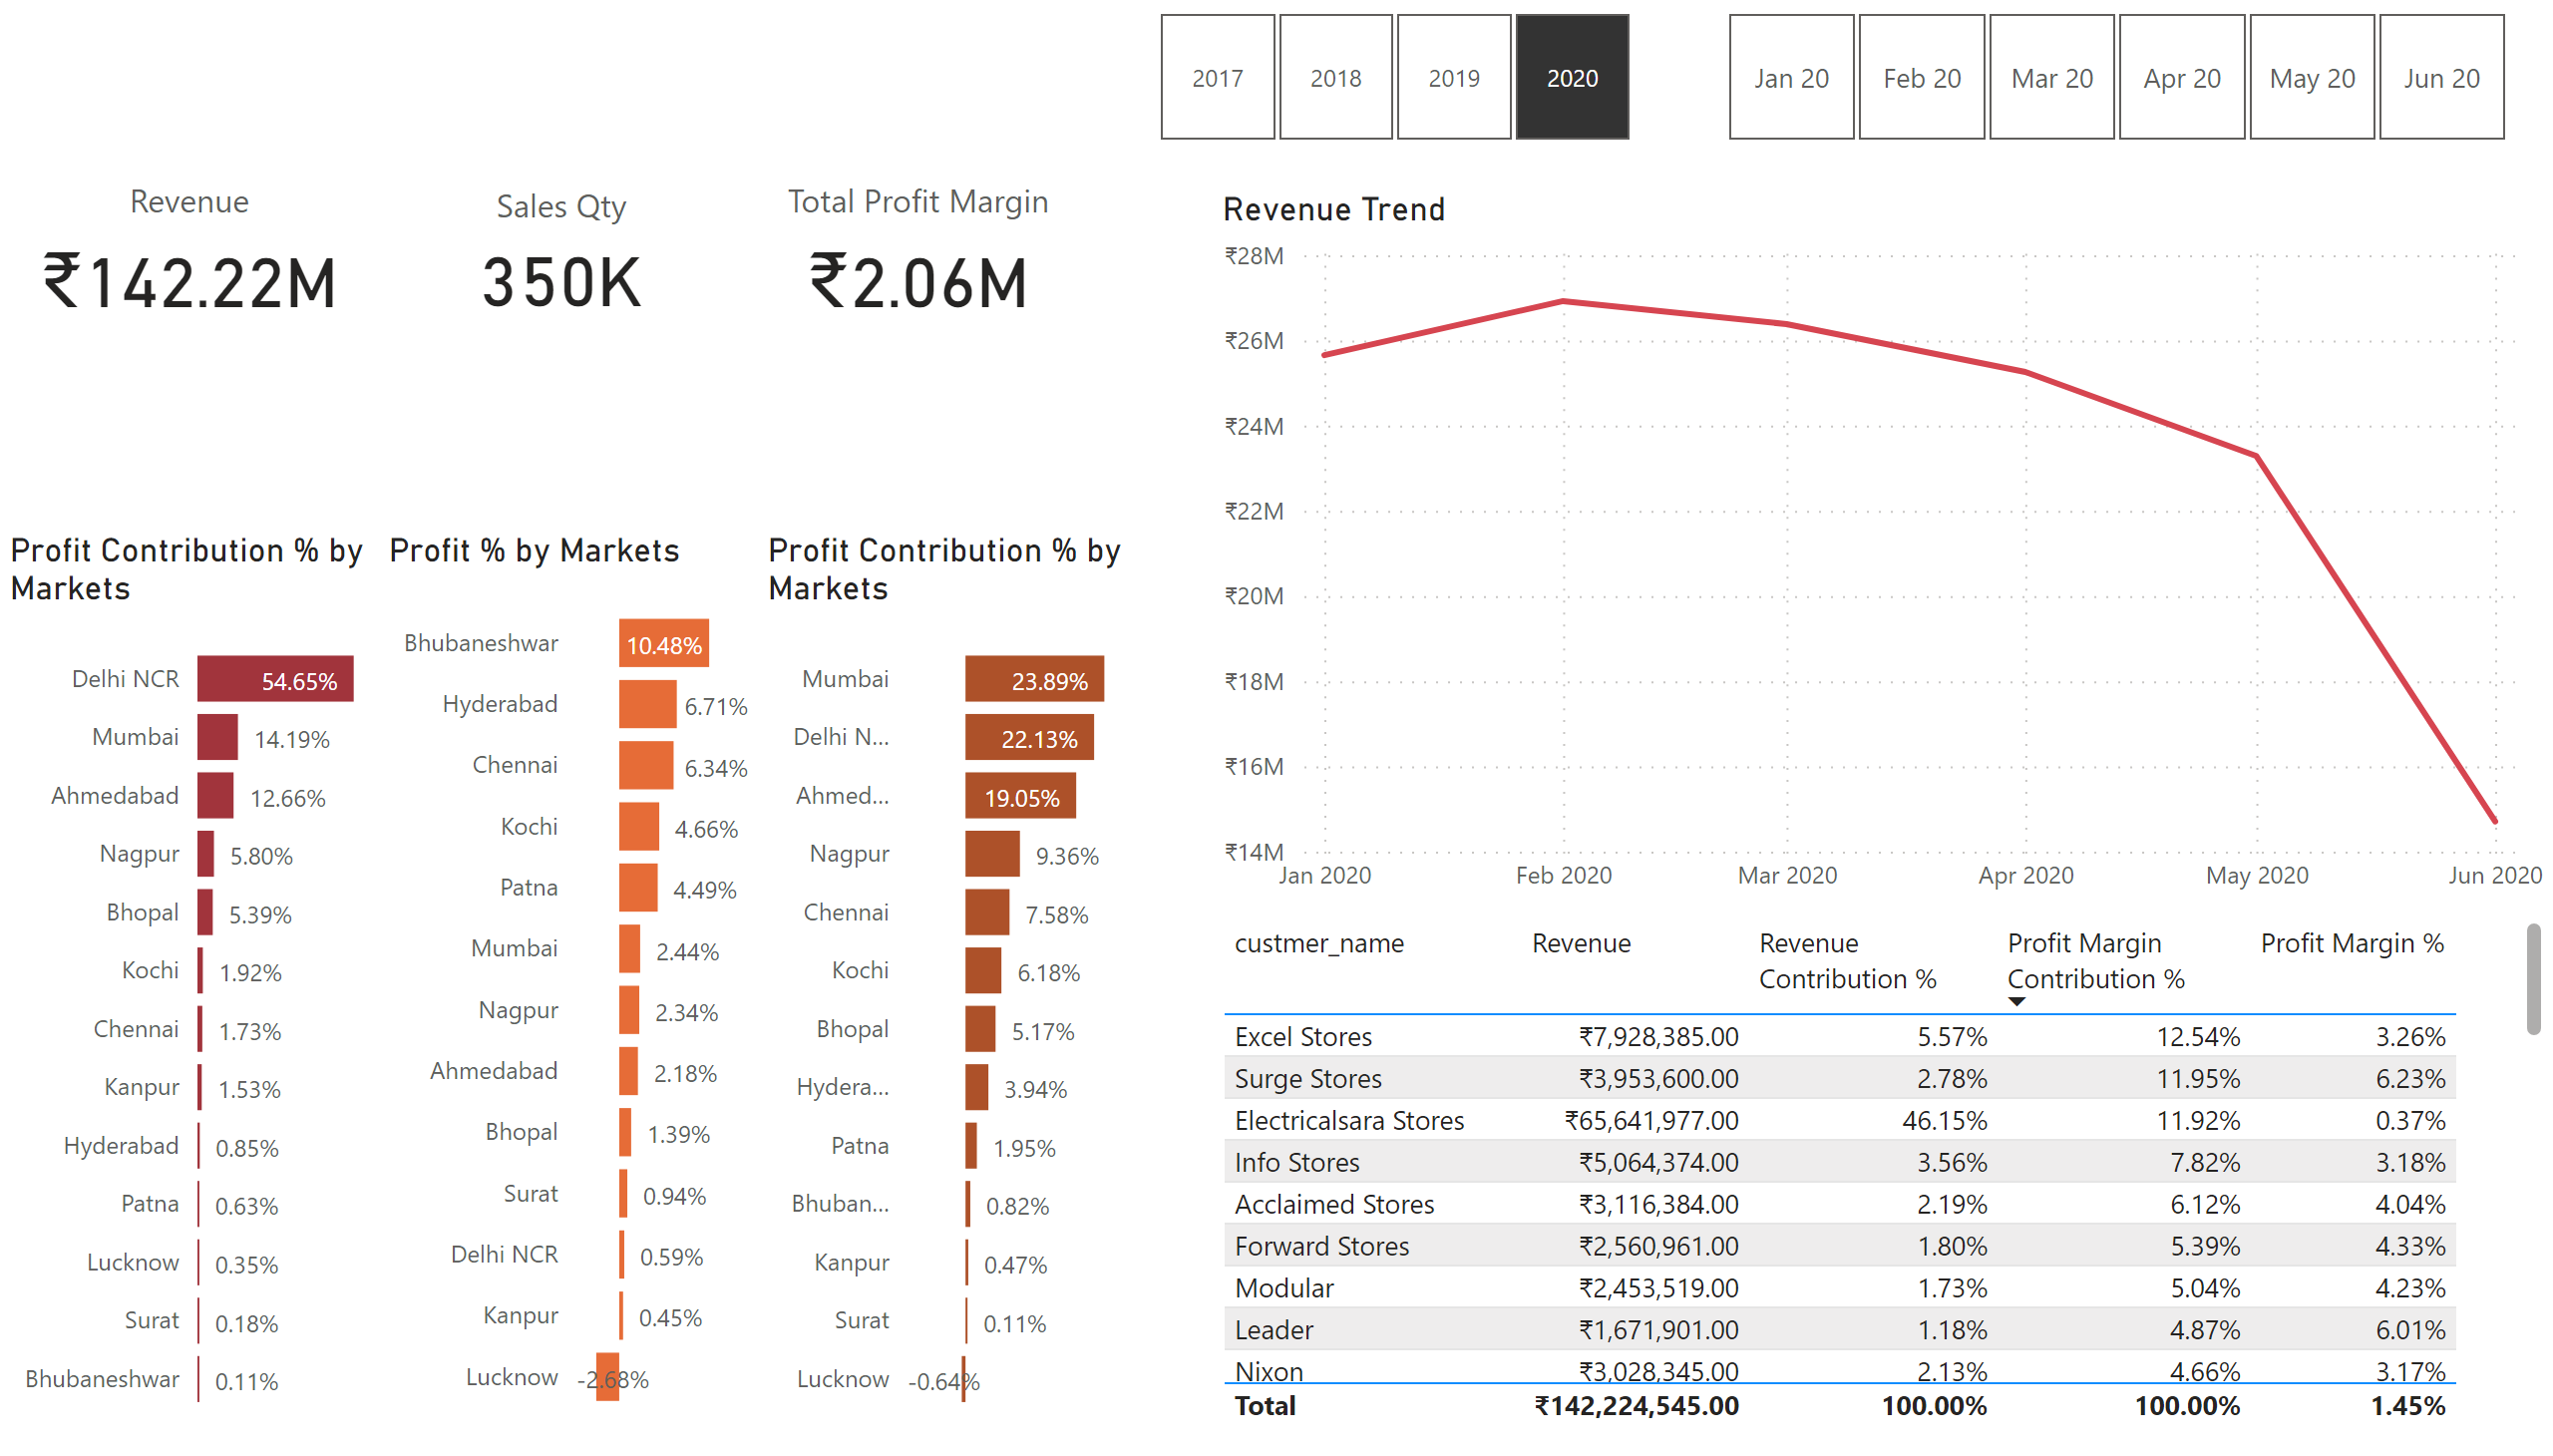 2017
2018
2019
2020
Jan 20
Feb 20
Mar 20
Apr 20
May 20
Jun 20
Revenue
₹142.22M
Sales Qty
350K
Total Profit Margin
₹2.06M
Profit Contribution % by
Markets
Delhi NCR 54.65%
Mumbai 14.19%
Ahmedabad 12.66%
Nagpur 5.80%
Bhopal 5.39%
Kochi 1.92%
Chennai 1.73%
Kanpur 1.53%
Hyderabad 0.85%
Patna 0.63%
Lucknow 0.35%
Surat 0.18%
Bhubaneshwar 0.11%
Profit % by Markets
Bhubaneshwar 10.48%
Hyderabad 6.71%
Chennai 6.34%
Kochi 4.66%
Patna 4.49%
Mumbai 2.44%
Nagpur 2.34%
Ahmedabad 2.18%
Bhopal 1.39%
Surat 0.94%
Delhi NCR 0.59%
Kanpur 0.45%
Lucknow -2.68%
Profit Contribution % by
Markets
Mumbai 23.89%
Delhi N... 22.13%
Ahmed... 19.05%
Nagpur 9.36%
Chennai 7.58%
Kochi 6.18%
Bhopal 5.17%
Hydera... 3.94%
Patna 1.95%
Bhuban... 0.82%
Kanpur 0.47%
Surat 0.11%
Lucknow -0.64%
Revenue Trend
₹28M
₹26M
₹24M
₹22M
₹20M
₹18M
₹16M
₹14M
Jan 2020 Feb 2020 Mar 2020 Apr 2020 May 2020 Jun 2020
custmer_name Revenue Revenue Profit Margin Profit Margin %
Contribution % Contribution %
Excel Stores ₹7,928,385.00 5.57% 12.54% 3.26%
Surge Stores ₹3,953,600.00 2.78% 11.95% 6.23%
Electricalsara Stores ₹65,641,977.00 46.15% 11.92% 0.37%
Info Stores ₹5,064,374.00 3.56% 7.82% 3.18%
Acclaimed Stores ₹3,116,384.00 2.19% 6.12% 4.04%
Forward Stores ₹2,560,961.00 1.80% 5.39% 4.33%
Modular ₹2,453,519.00 1.73% 5.04% 4.23%
Leader ₹1,671,901.00 1.18% 4.87% 6.01%
Nixon ₹3,028,345.00 2.13% 4.66% 3.17%
Total ₹142,224,545.00 100.00% 100.00% 1.45%